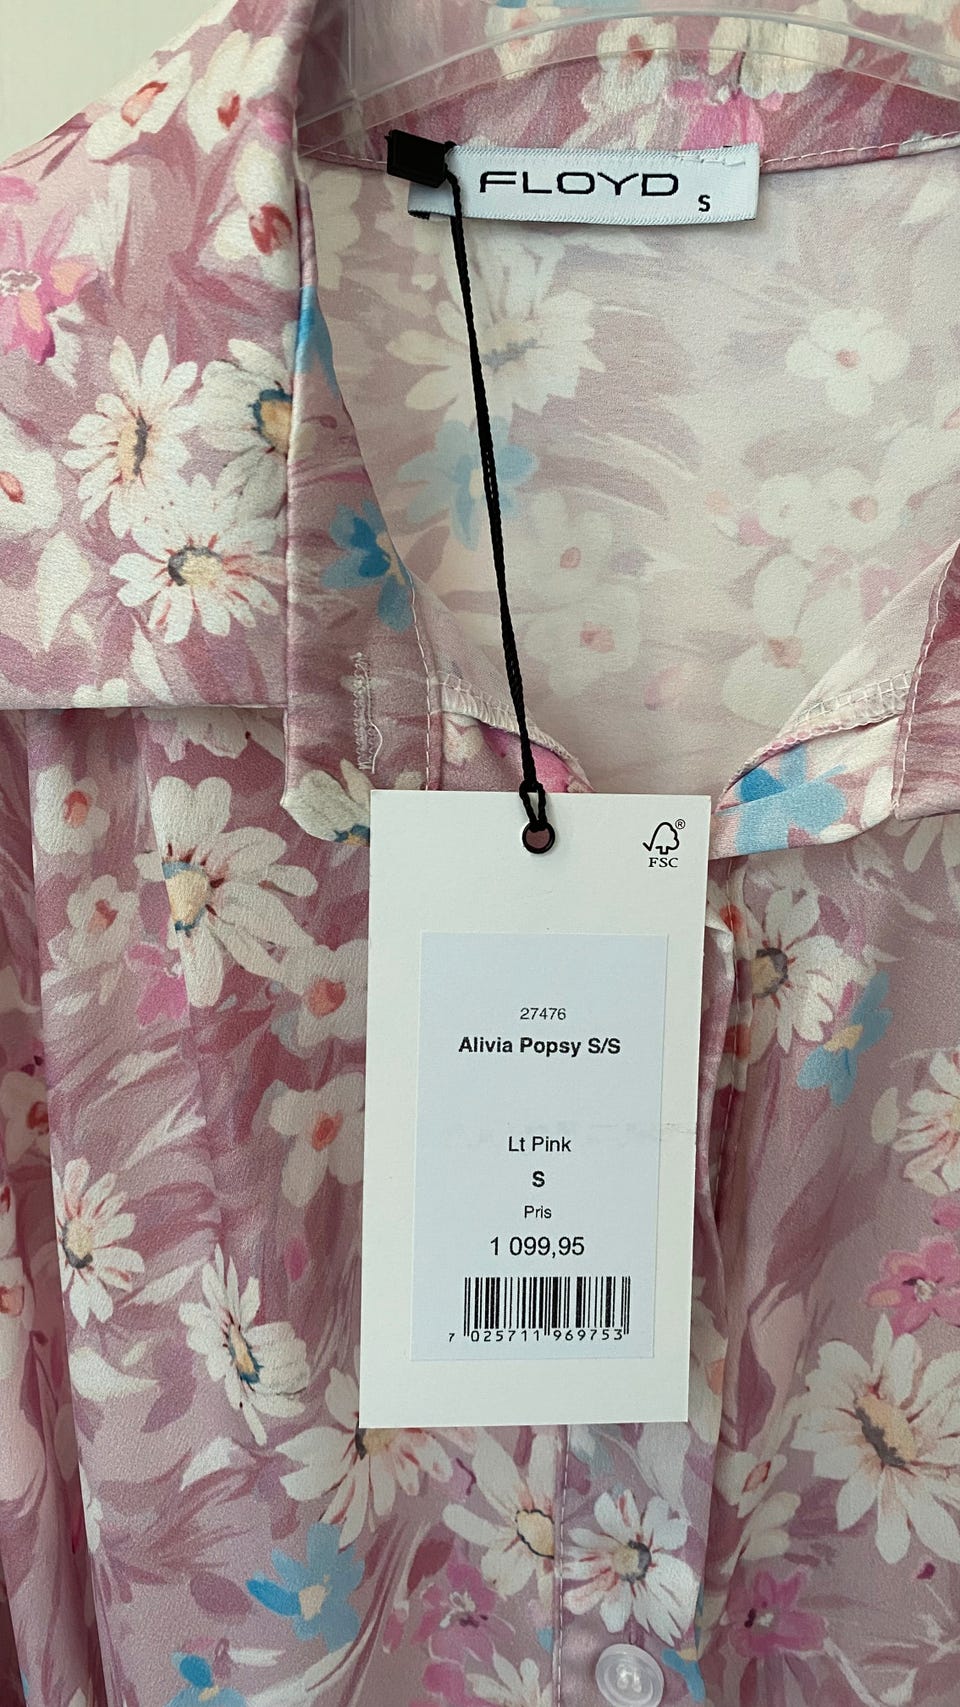 FLOYD
S
®
FSC
27476
Alivia Popsy S/S
Lt Pink
S
Pris
1 099,95
7 025711 969753